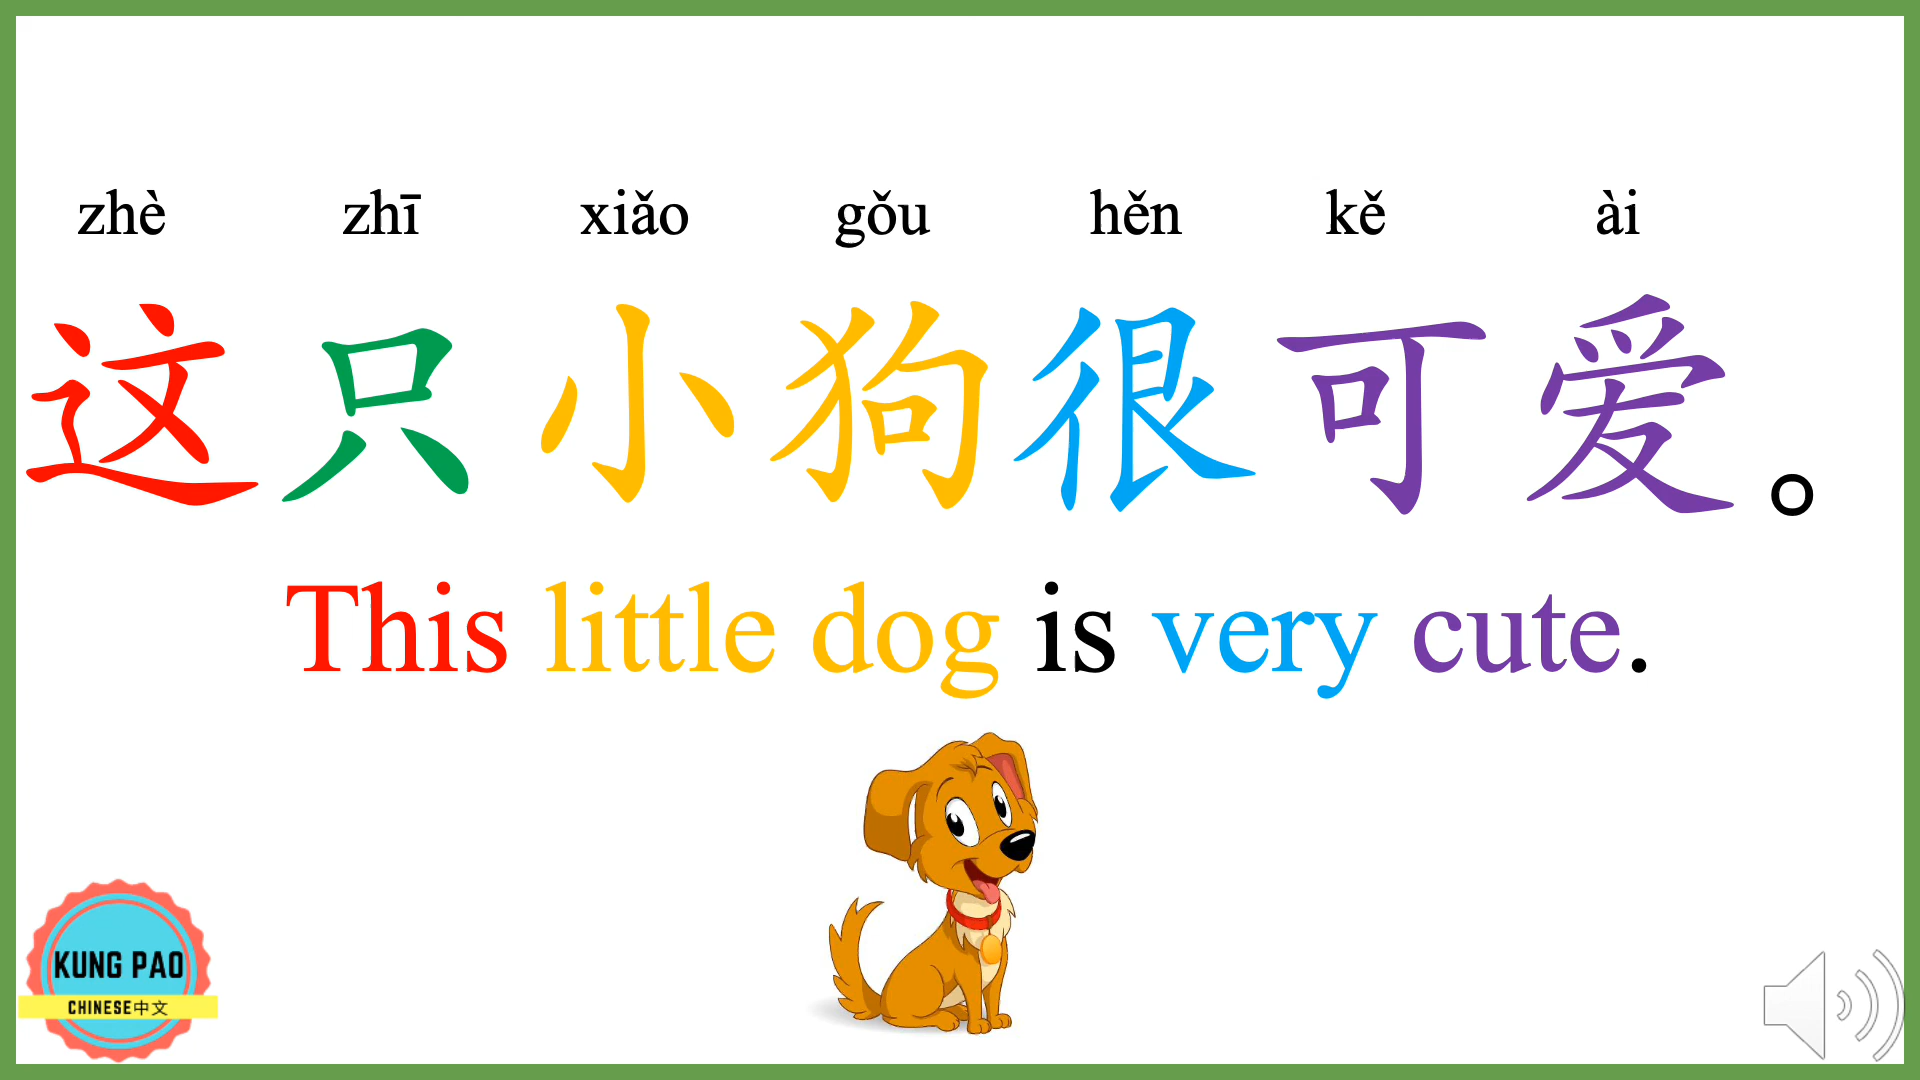 zhè zhī xiǎo gǒu hěn kě ài
这只小狗很可爱。
This little dog is very cute.
KUNG PAO
CHINESE中文